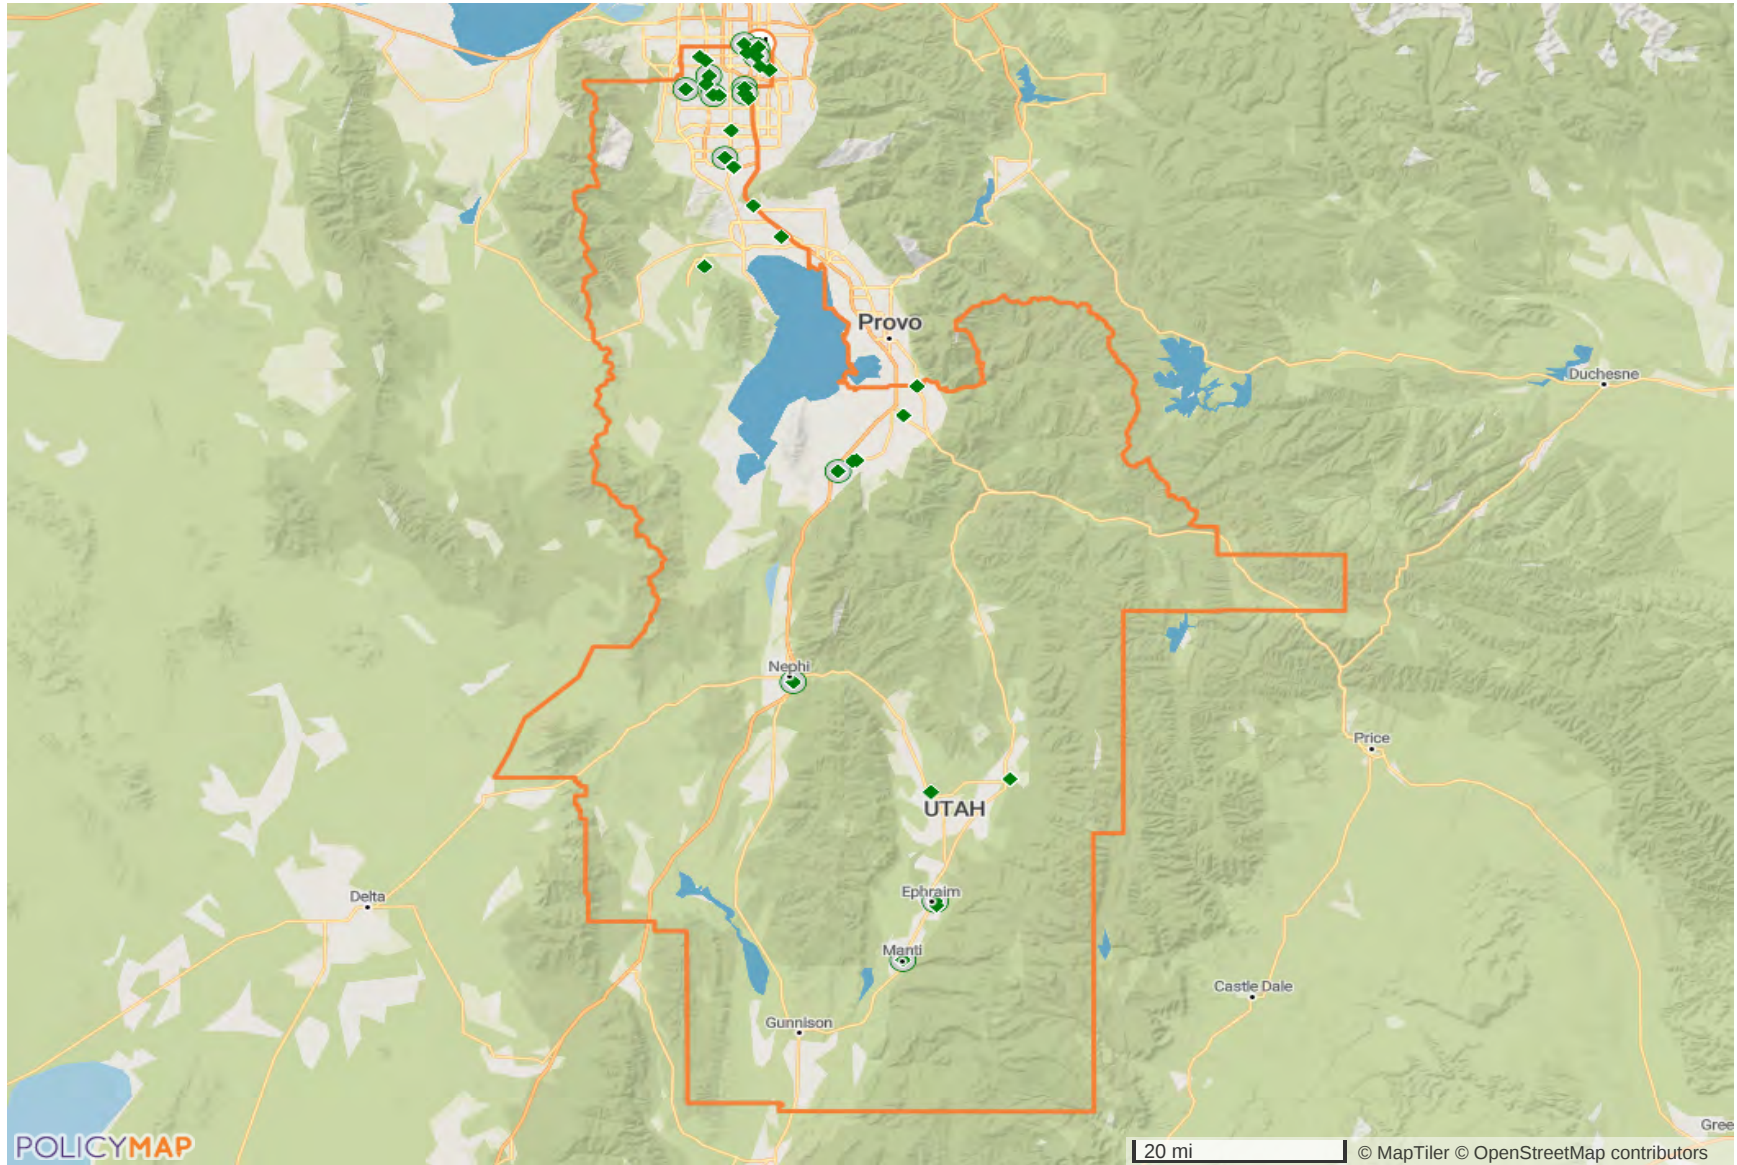 Provo
Duchesne
Nephi
Price
UTAH
Ephraim
Delta
Manti
Castle Dale
Gunnison
Gree
POLICYMAP
20 mi
© MapTiler © OpenStreetMap contributors